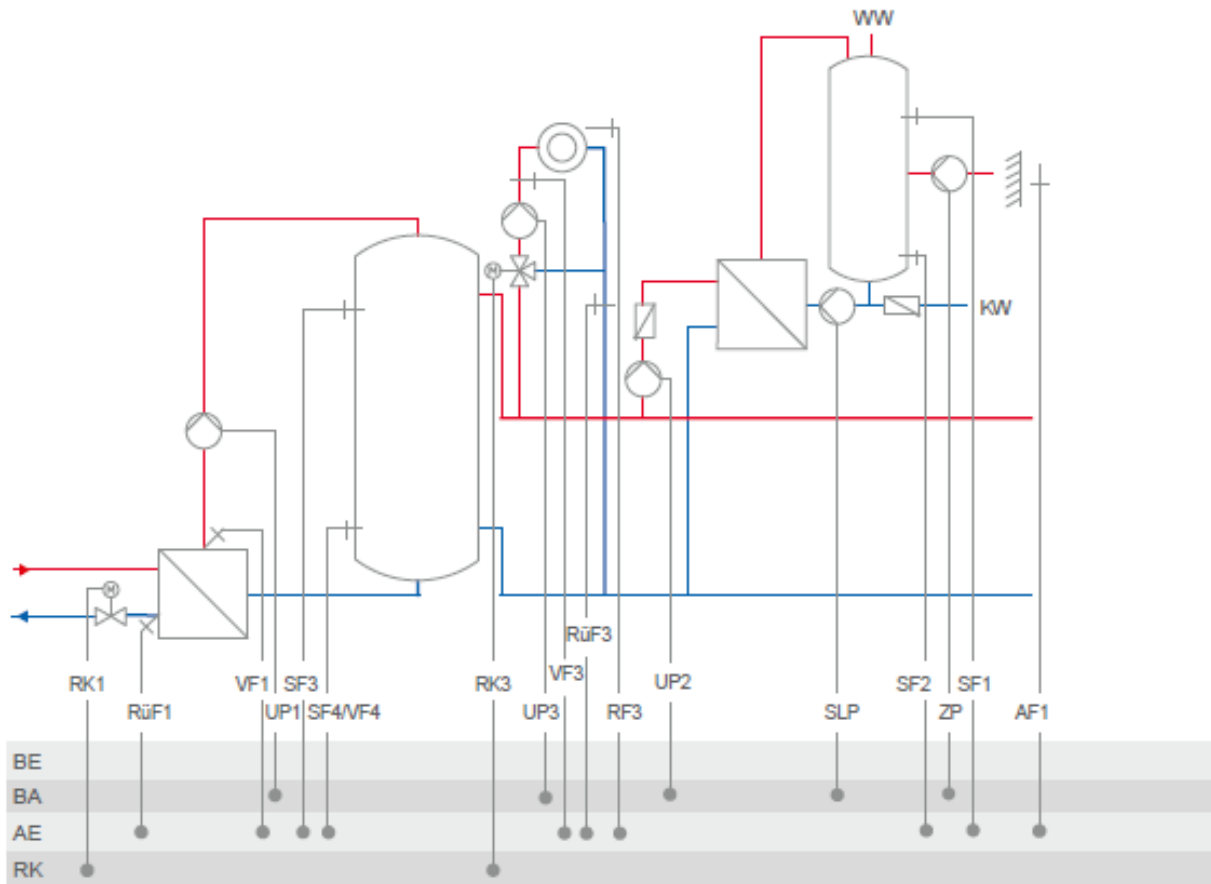 WW
KW
RüF3
RK1 VF1 SF3 RK3 VF3 UP2 SF2 SF1
RüF1 UP1 SF4/VF4 UP3 RF3 SLP ZP AF1
M
M
BE
BA
AE
RK